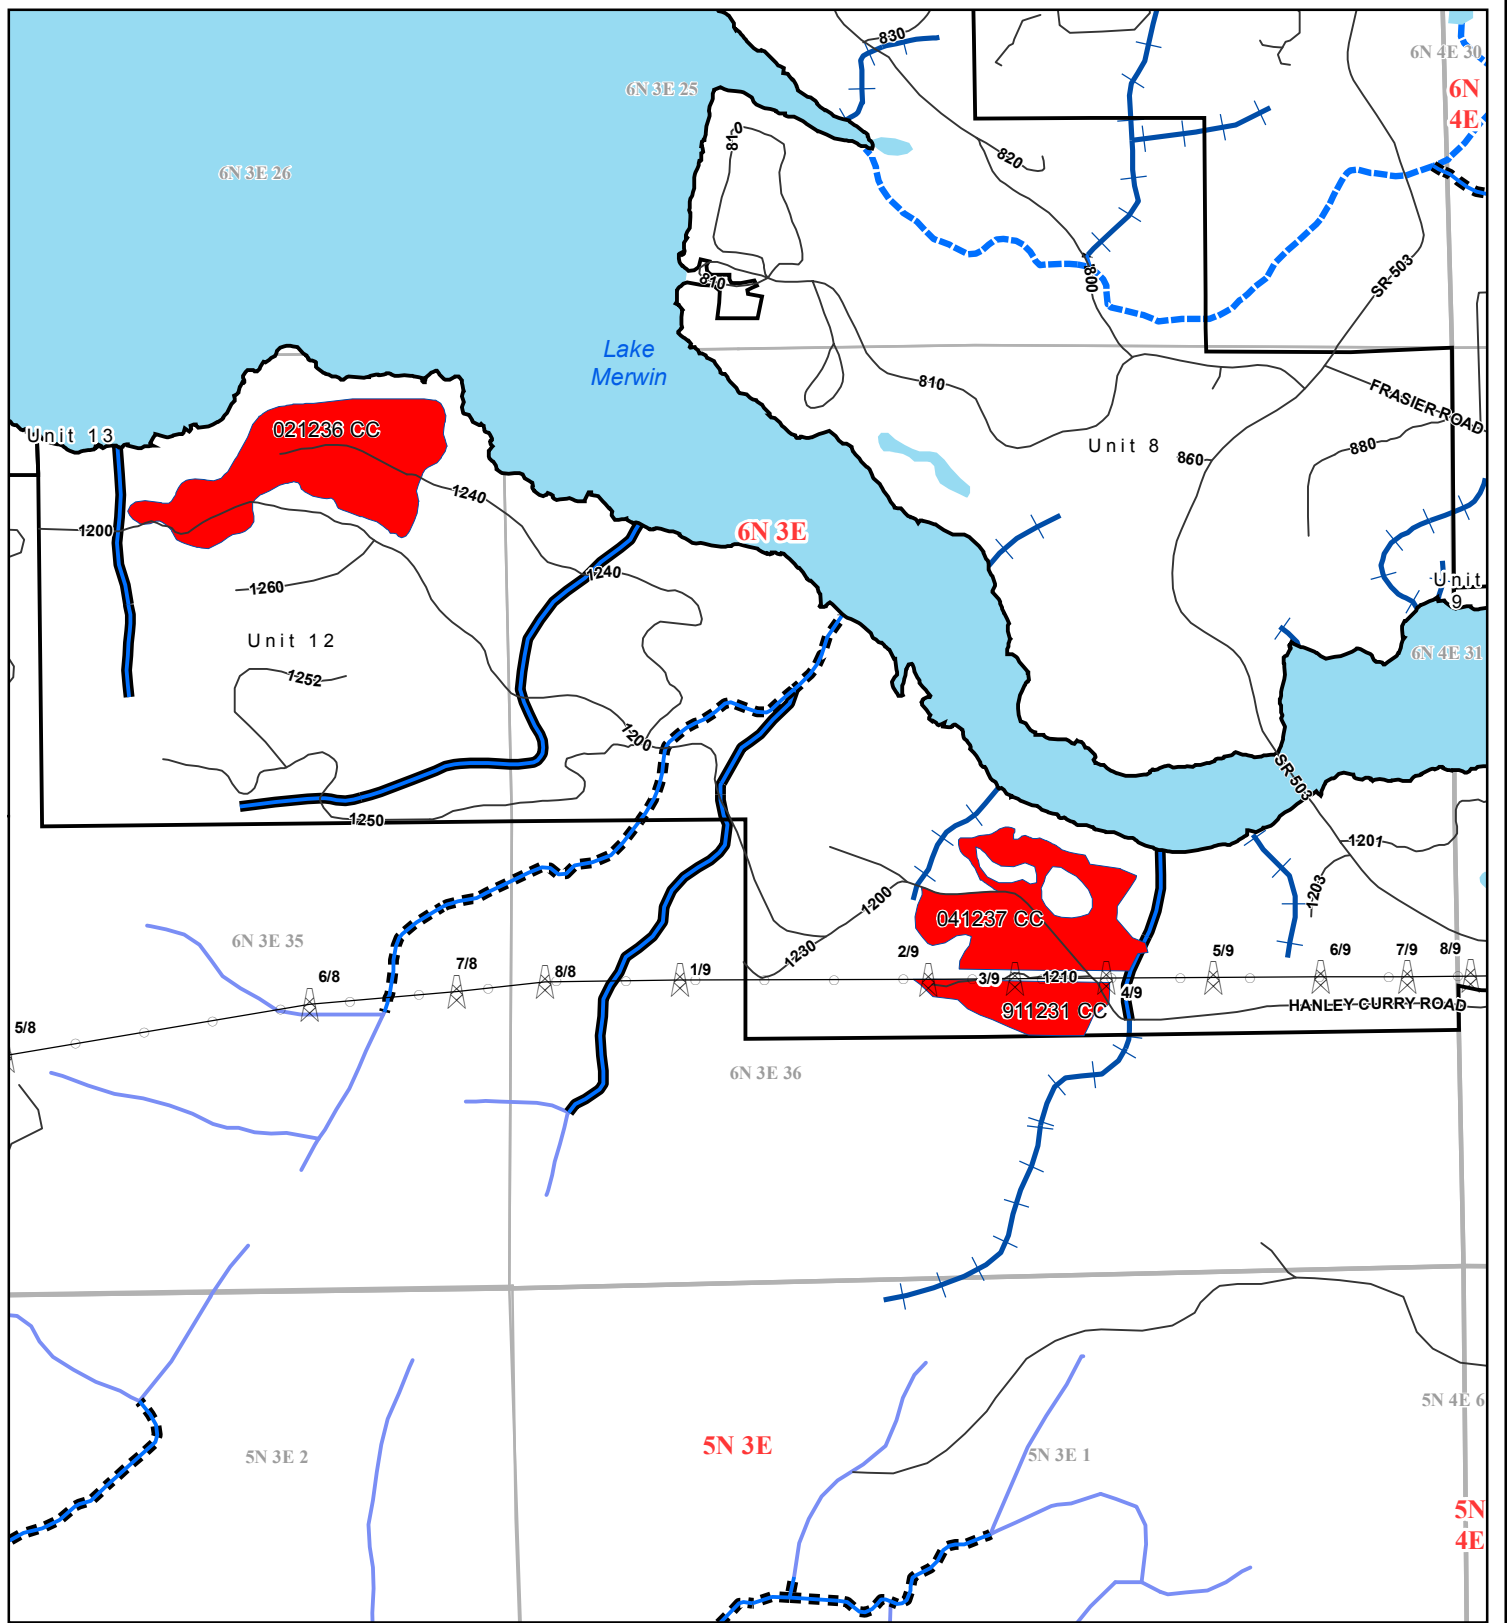 830
6N 4E 30
6N 3E 25
6N
4E
810
820
6N 3E 26
800
SR-503
810
Lake
Merwin
810
FRASIER ROAD
021236 CC
Unit 13
Unit 8
880
860
1240
1200
6N 3E
1240
1260
Unit
9
Unit 12
6N 4E 31
1252
1200
SR-503
1250
1201
1203
1200
041237 CC
6N 3E 35
1230
2/9
5/9
6/9
7/9
8/9
7/8
8/8
1/9
6/8
3/9
1210
4/9
HANLEY CURRY ROAD
911231 CC
5/8
6N 3E 36
5N 4E 6
5N 3E
5N 3E 2
5N 3E 1
5N
4E